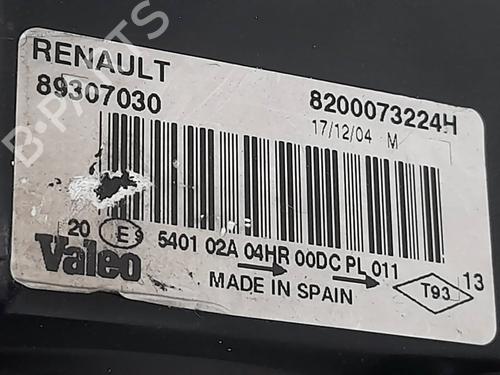 RENAULT
89307030
8200073224H
17/12/04 M
20 E9 5401 02A 04HR 00DC PL 011
Valeo
MADE IN SPAIN
T93
13
B-PARTS